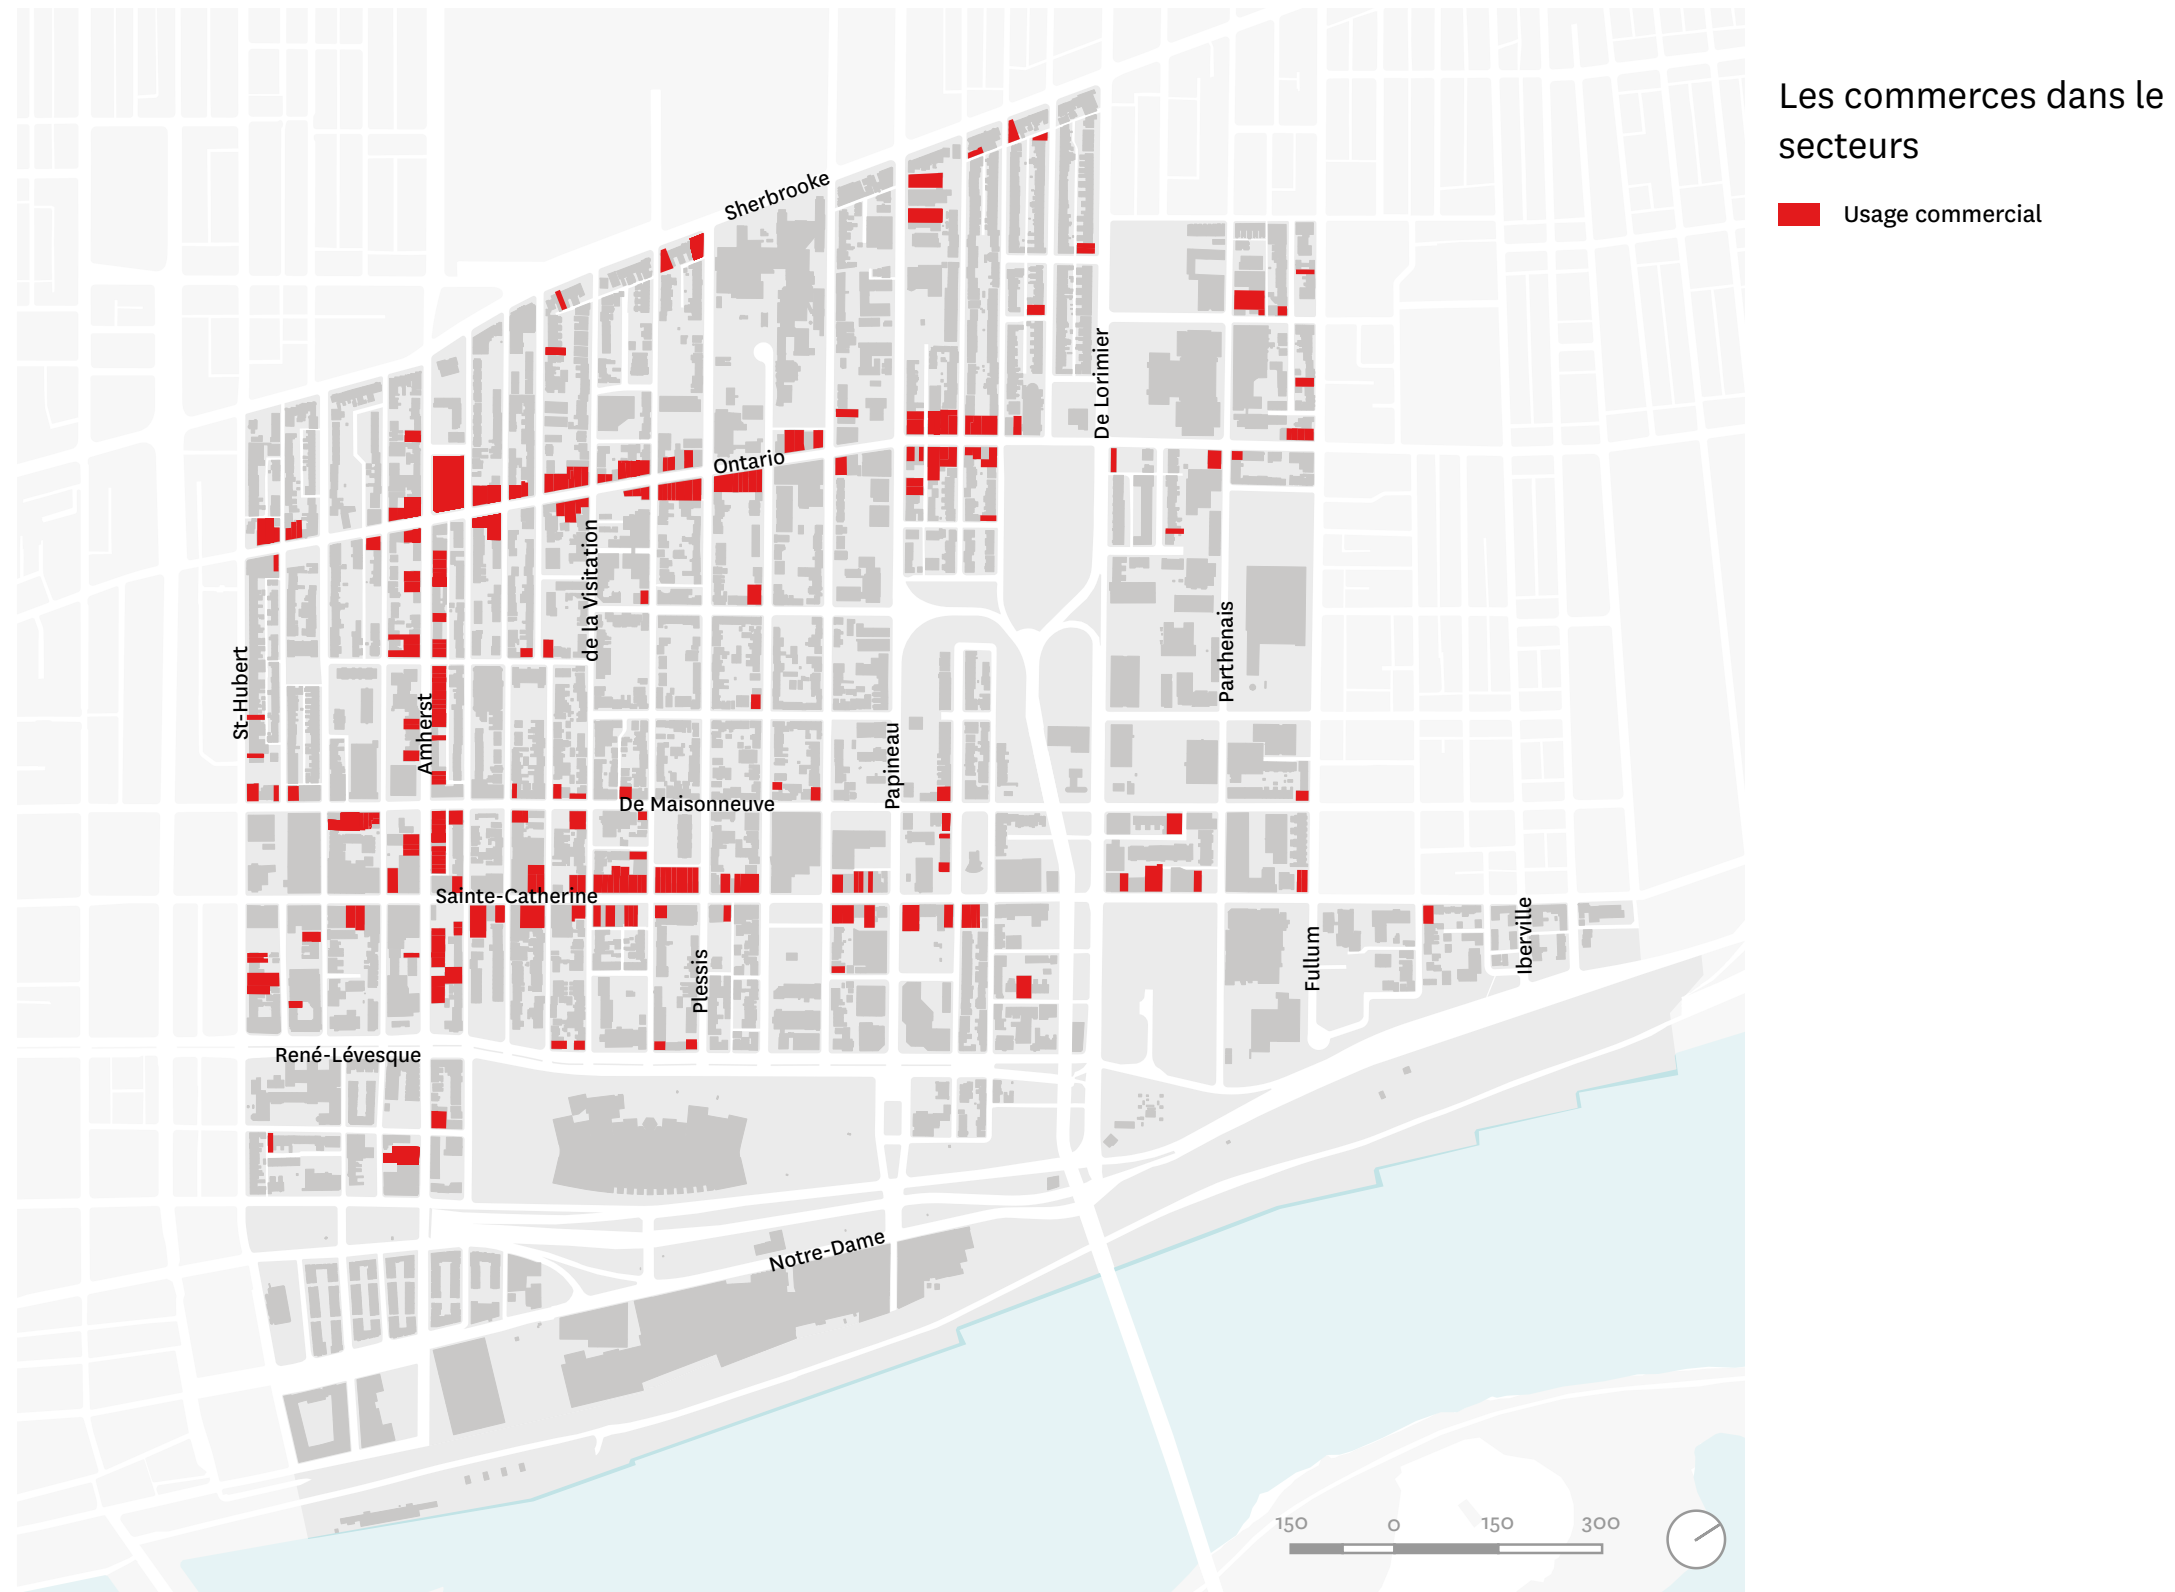 Les commerces dans le
secteurs
Usage commercial
Sherbrooke
De Lorimier
Ontario
de la Visitation
Parthenais
St-Hubert
Amherst
Papineau
De Maisonneuve
Sainte-Catherine
Iberville
Fullum
Plessis
René-Lévesque
Notre-Dame
150 0 150 300